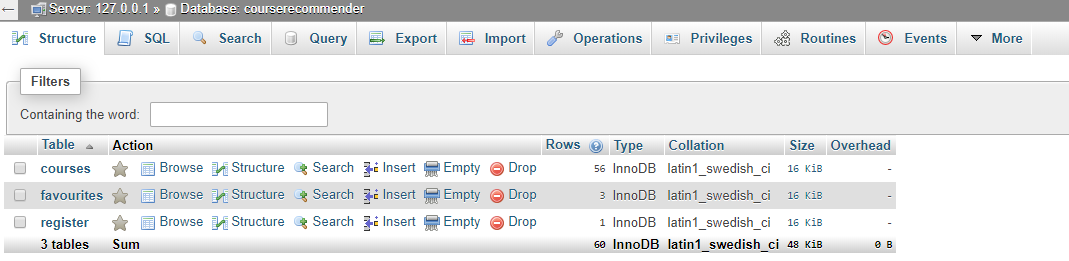 ← Server: 127.0.0.1 » Database: courserecommender
Structure SQL Search Query Export Import Operations Privileges Routines Events More
Filters
Containing the word:
Table Action Rows Type Collation Size Overhead
courses Browse Structure Search Insert Empty Drop 56 InnoDB latin1_swedish_ci 16 KiB -
favourites Browse Structure Search Insert Empty Drop 3 InnoDB latin1_swedish_ci 16 KiB -
register Browse Structure Search Insert Empty Drop 1 InnoDB latin1_swedish_ci 16 KiB -
3 tables Sum 60 InnoDB latin1_swedish_ci 48 KiB 0 B